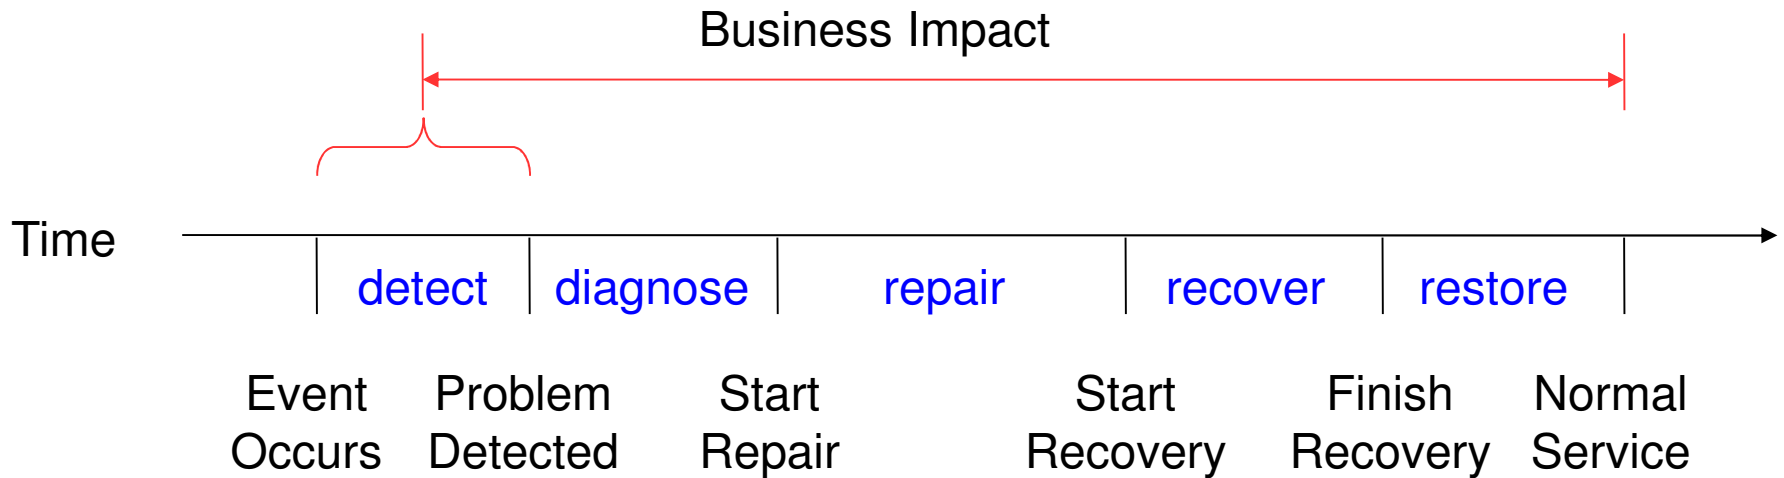 Business Impact
Time
detect diagnose repair recover restore
Event Problem Start Start Finish Normal
Occurs Detected Repair Recovery Recovery Service